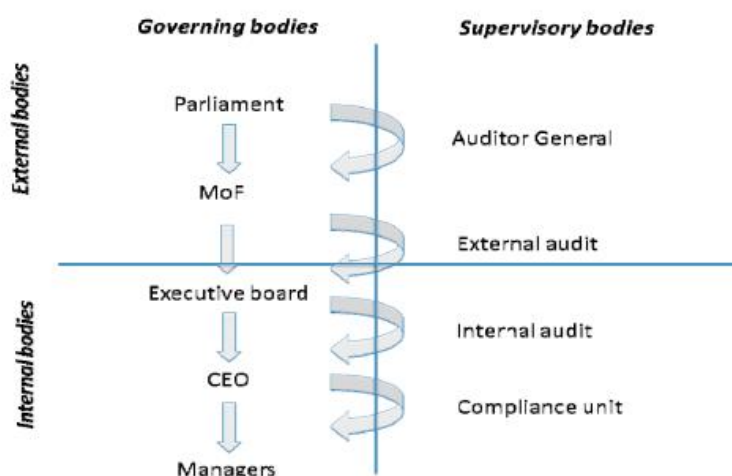 Governing bodies
Supervisory bodies
External bodies
Parliament
Auditor General
MoF
External audit
Internal bodies
Executive board
Internal audit
CEO
Compliance unit
Managers